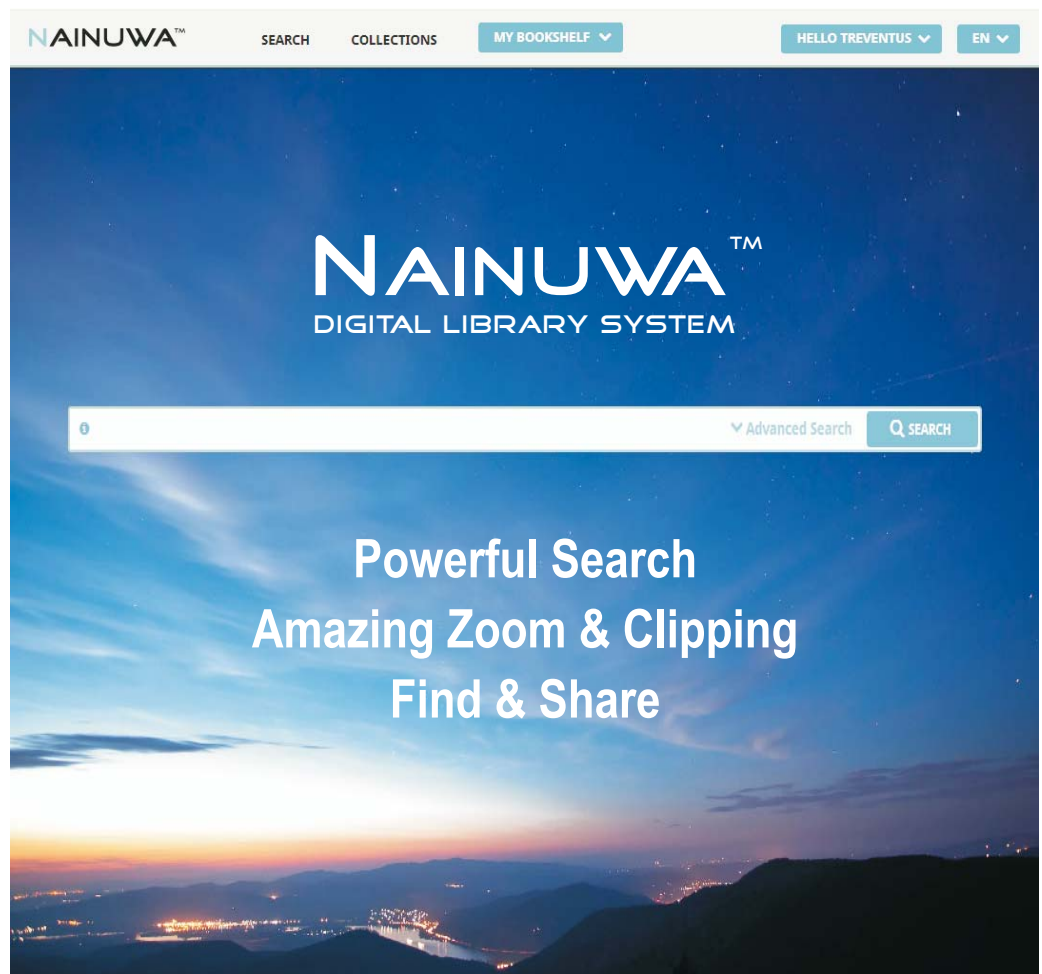 NAINUWA™ SEARCH COLLECTIONS MY BOOKSHELF HELLO TREVENTUS EN
NAINUWA™
DIGITAL LIBRARY SYSTEM
Advanced Search SEARCH
Powerful Search
Amazing Zoom & Clipping
Find & Share